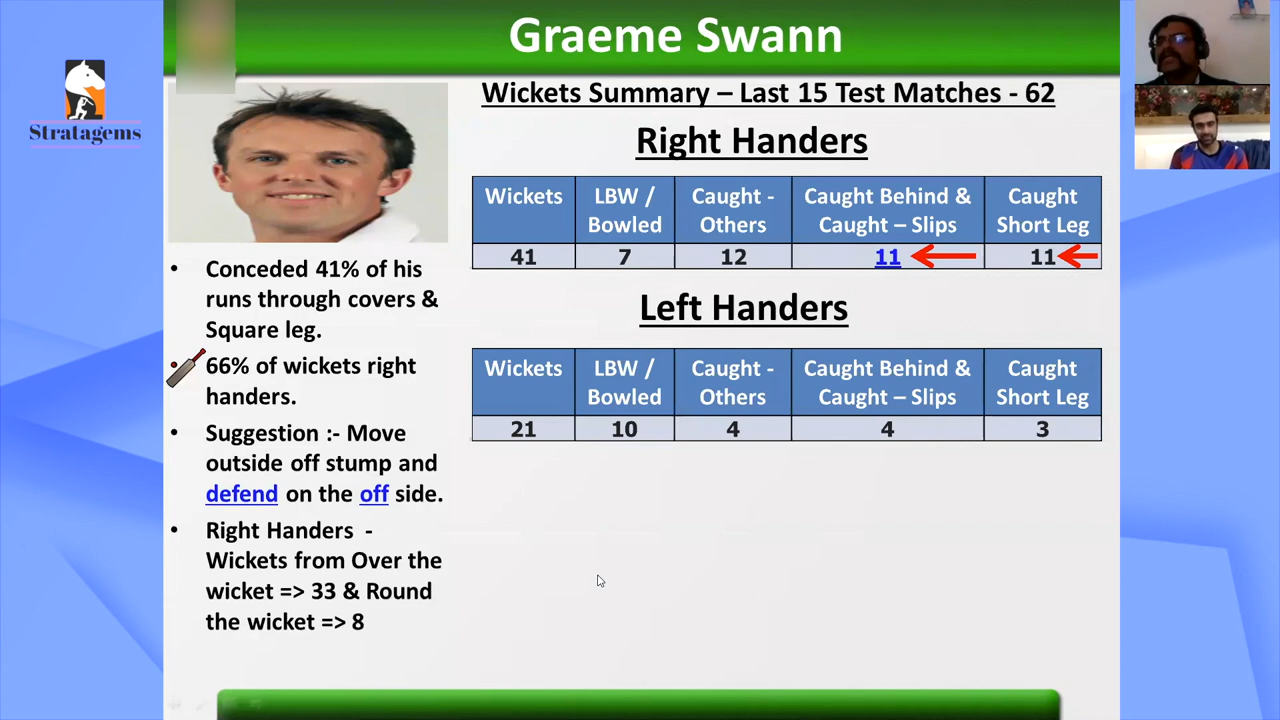 Graeme Swann
Stratagems
Wickets Summary – Last 15 Test Matches - 62
Right Handers
Wickets LBW / Bowled Caught - Others Caught Behind & Caught – Slips Caught Short Leg
41 7 12 11 11
Left Handers
Wickets LBW / Bowled Caught - Others Caught Behind & Caught – Slips Caught Short Leg
21 10 4 4 3
• Conceded 41% of his
runs through covers &
Square leg.
66% of wickets right
handers.
• Suggestion :- Move
outside off stump and
defend on the off side.
• Right Handers -
Wickets from Over the
wicket => 33 & Round
the wicket => 8